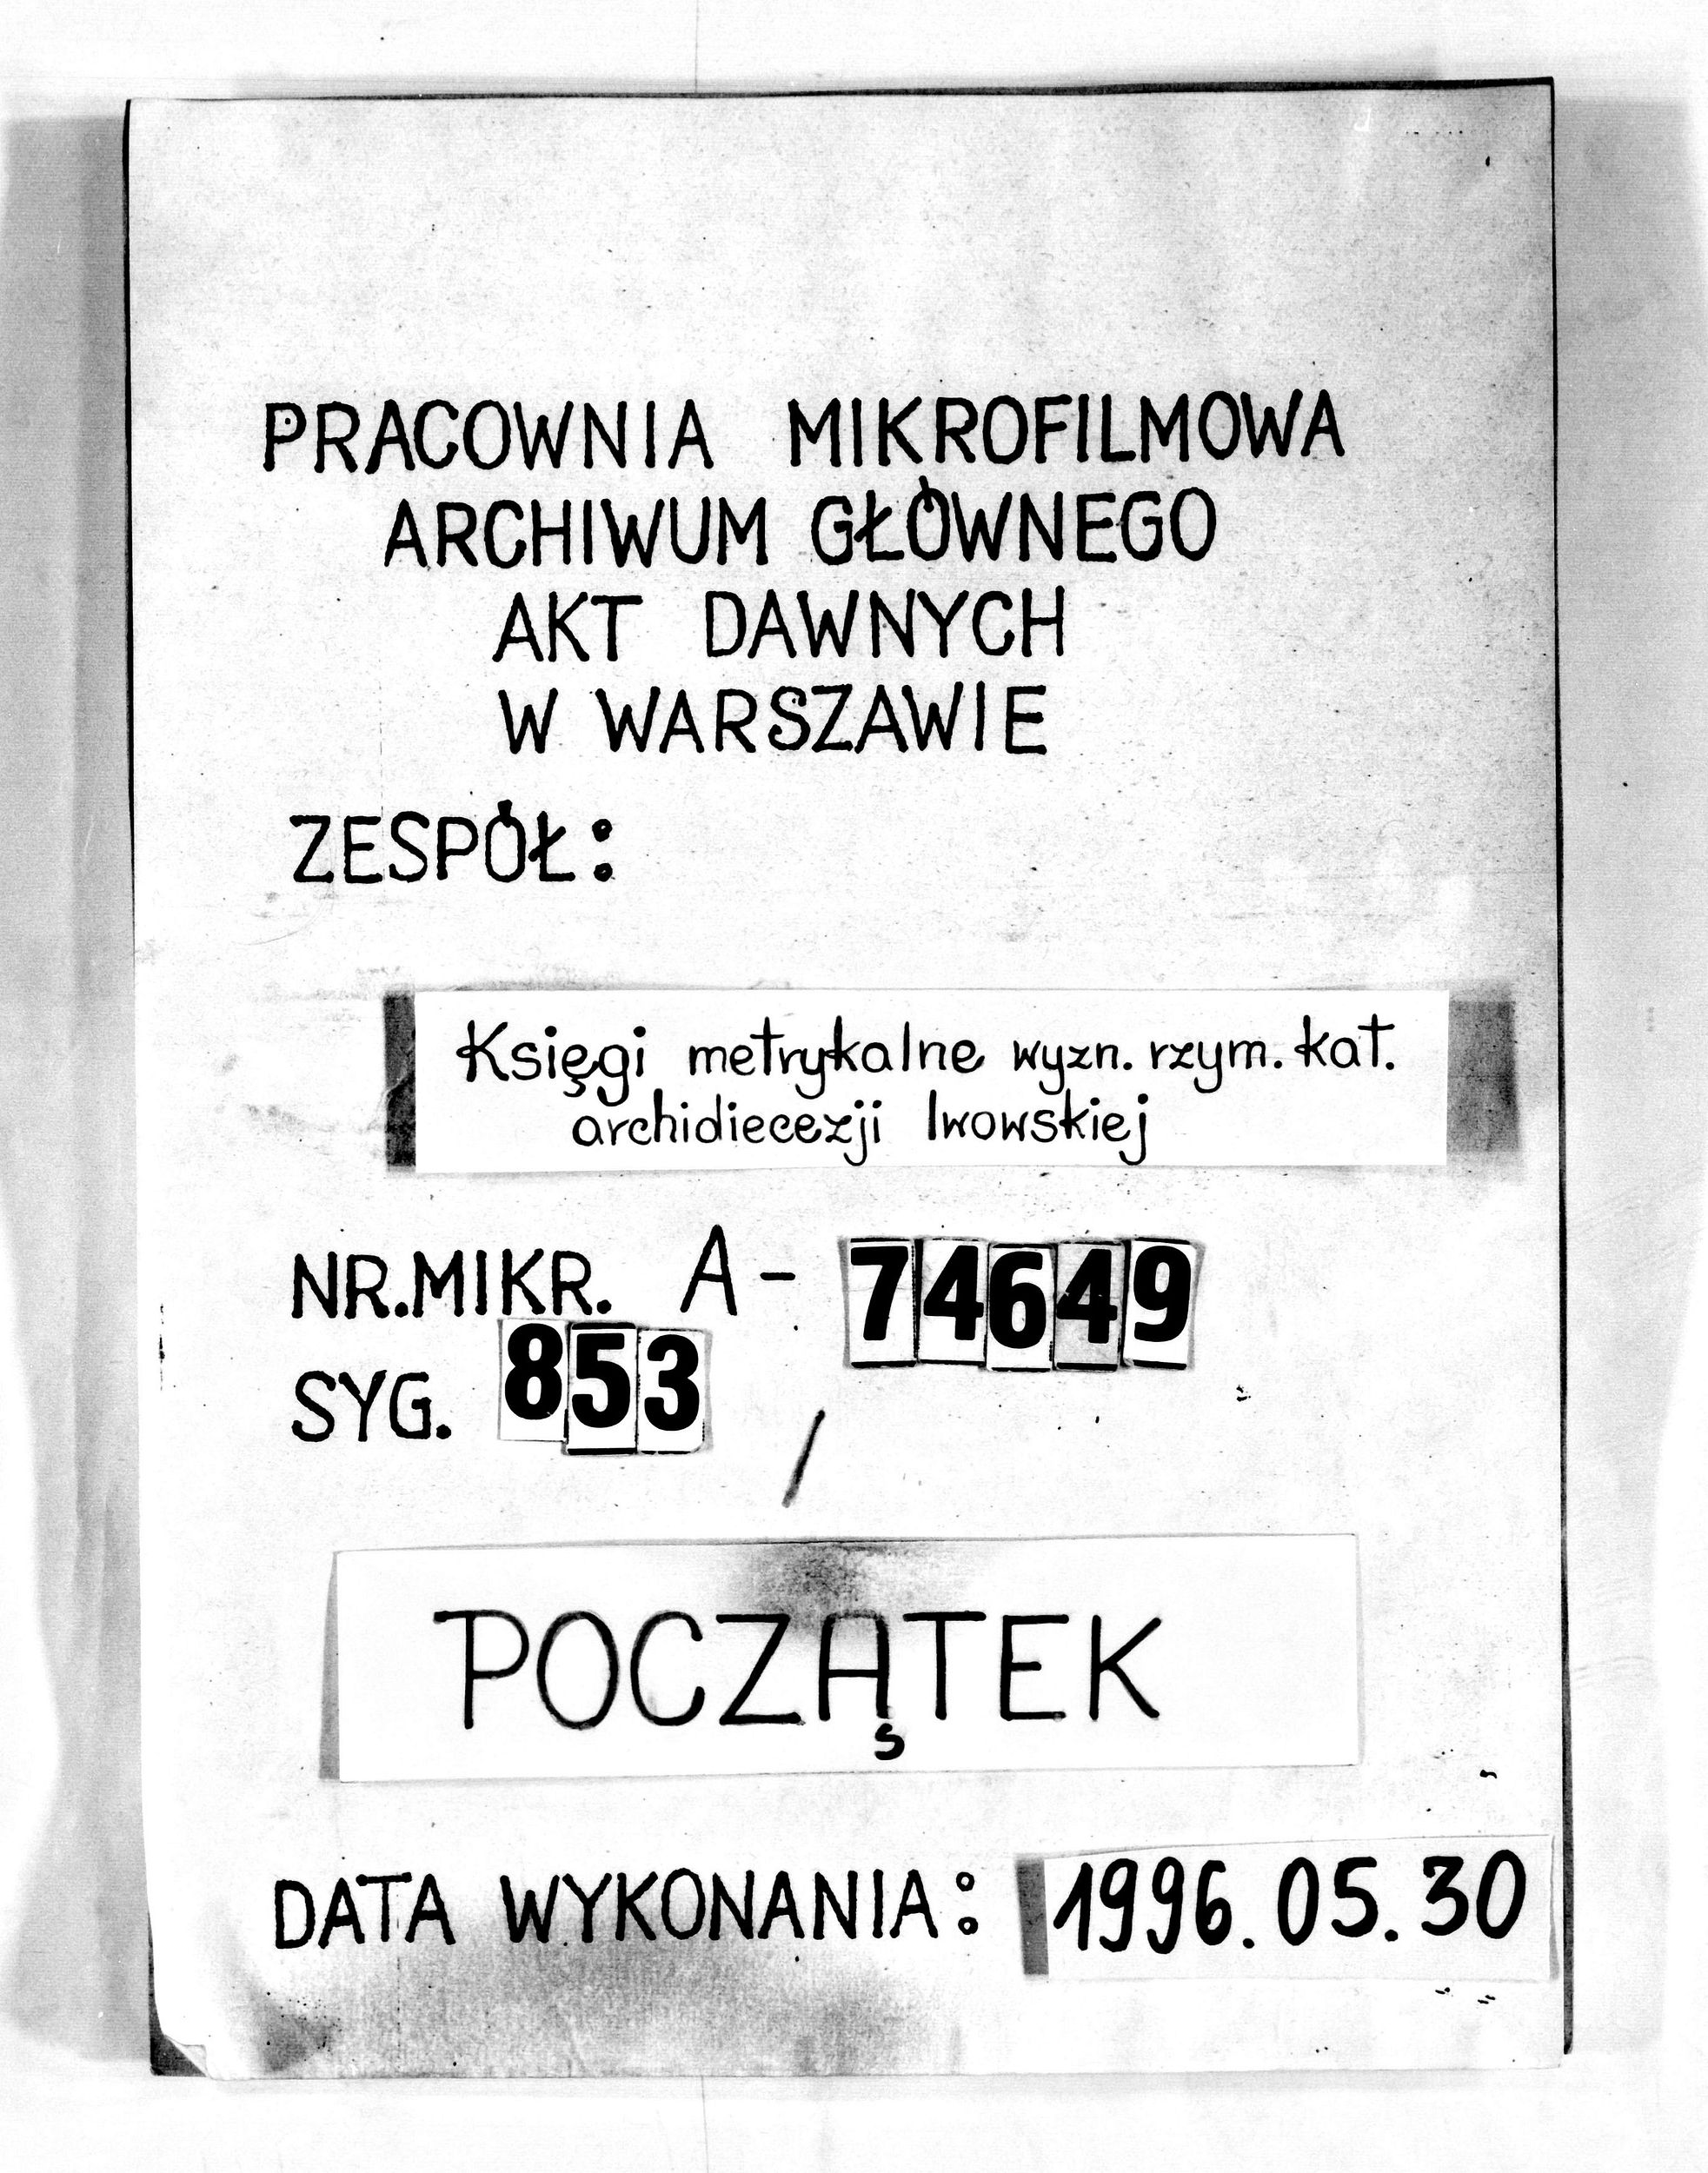 PRACOWNIA MIKROFILMOWA
ARCHIWUM GŁÓWNEGO
AKT DAWNYCH
W WARSZAWIE
ZESPÓŁ:
Księgi metrykalne wyzn. rzym. kat.
archidiecezji lwowskiej
NR.MIKR. A- 74649
SYG. 853 /
POCZĄTEK
DATA WYKONANIA: 1996.05.30